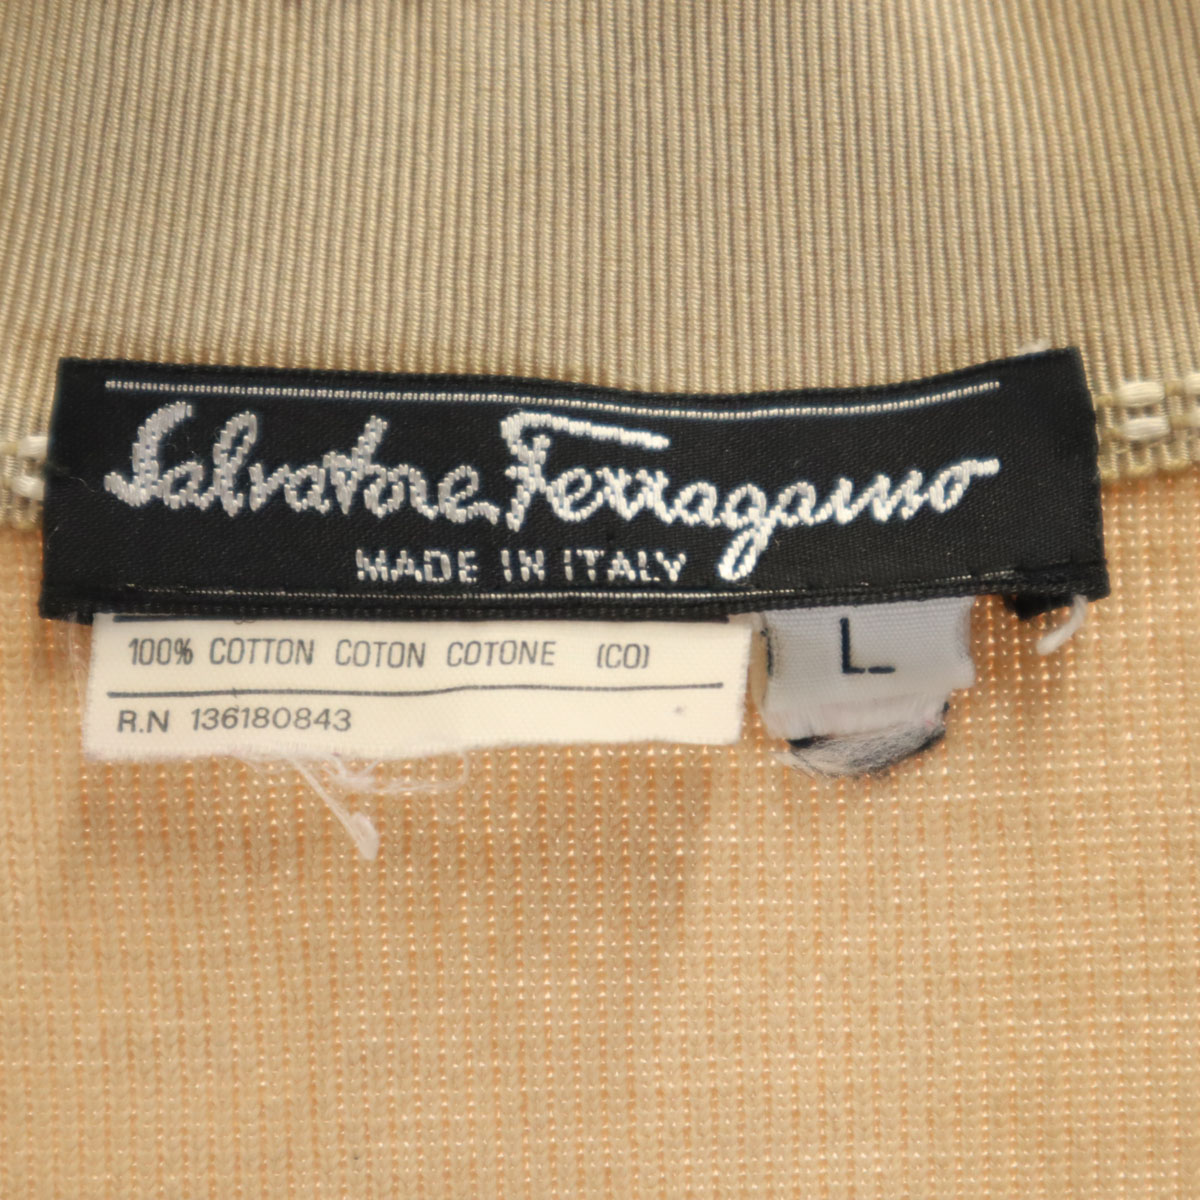 Salvatore Ferragamo
MADE IN ITALY
100% COTTON COTON COTONE (CO)
R.N 136180843
L